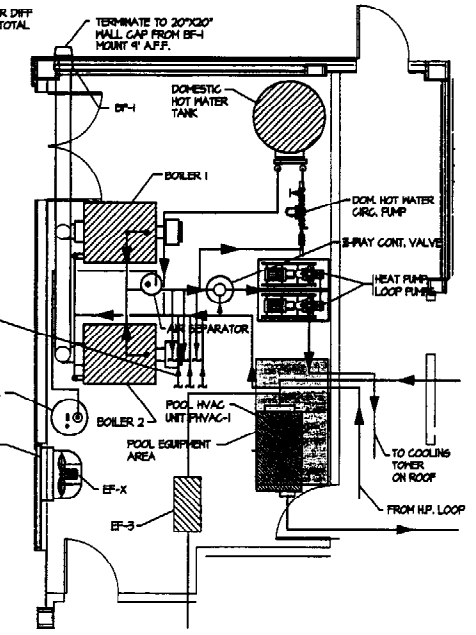 R DIFF
TOTAL
TERMINATE TO 20"X20"
WALL CAP FROM BF-1
MOUNT 9' A.F.F.
BF-1
DOMESTIC
HOT WATER
TANK
BOILER 1
DOM. HOT WATER
CIRC. PUMP
3-WAY CONT. VALVE
HEAT PUMP
LOOP PUMPS
AIR SEPARATOR
BOILER 2
POOL HVAC
UNIT PHVAC-1
POOL EQUIPMENT
AREA
EF-X
EF-3
TO COOLING
TOWER
ON ROOF
FROM H.P. LOOP